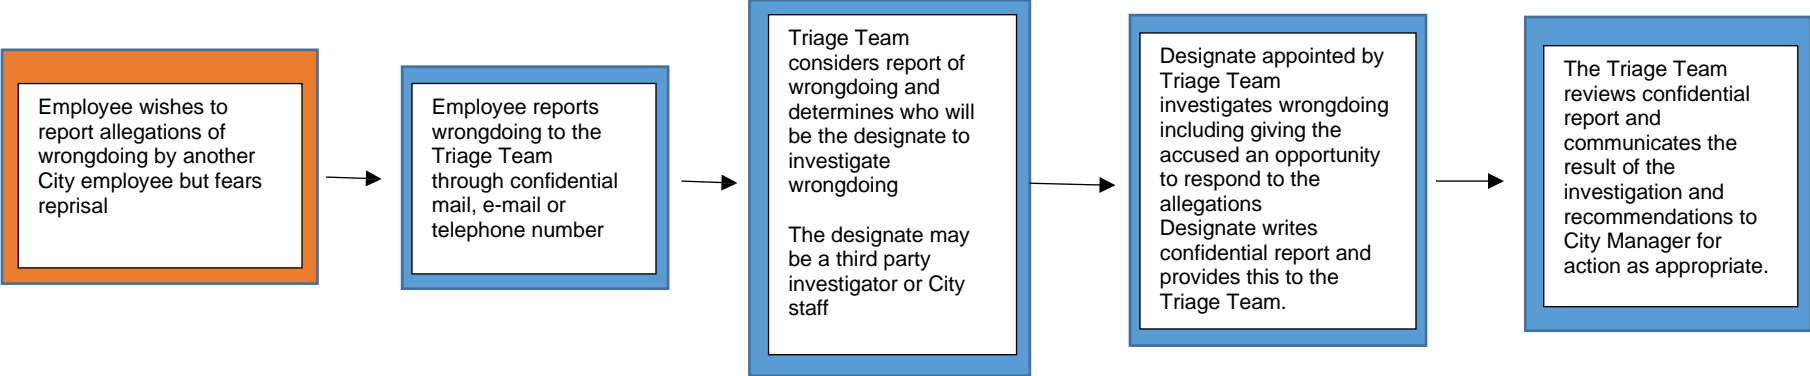 Employee wishes to
report allegations of
wrongdoing by another
City employee but fears
reprisal
Employee reports
wrongdoing to the
Triage Team
through confidential
mail, e-mail or
telephone number
Triage Team
considers report of
wrongdoing and
determines who will
be the designate to
investigate
wrongdoing
The designate may
be a third party
investigator or City
staff
Designate appointed by
Triage Team
investigates wrongdoing
including giving the
accused an opportunity
to respond to the
allegations
Designate writes
confidential report and
provides this to the
Triage Team.
The Triage Team
reviews confidential
report and
communicates the
result of the
investigation and
recommendations to
City Manager for
action as appropriate.